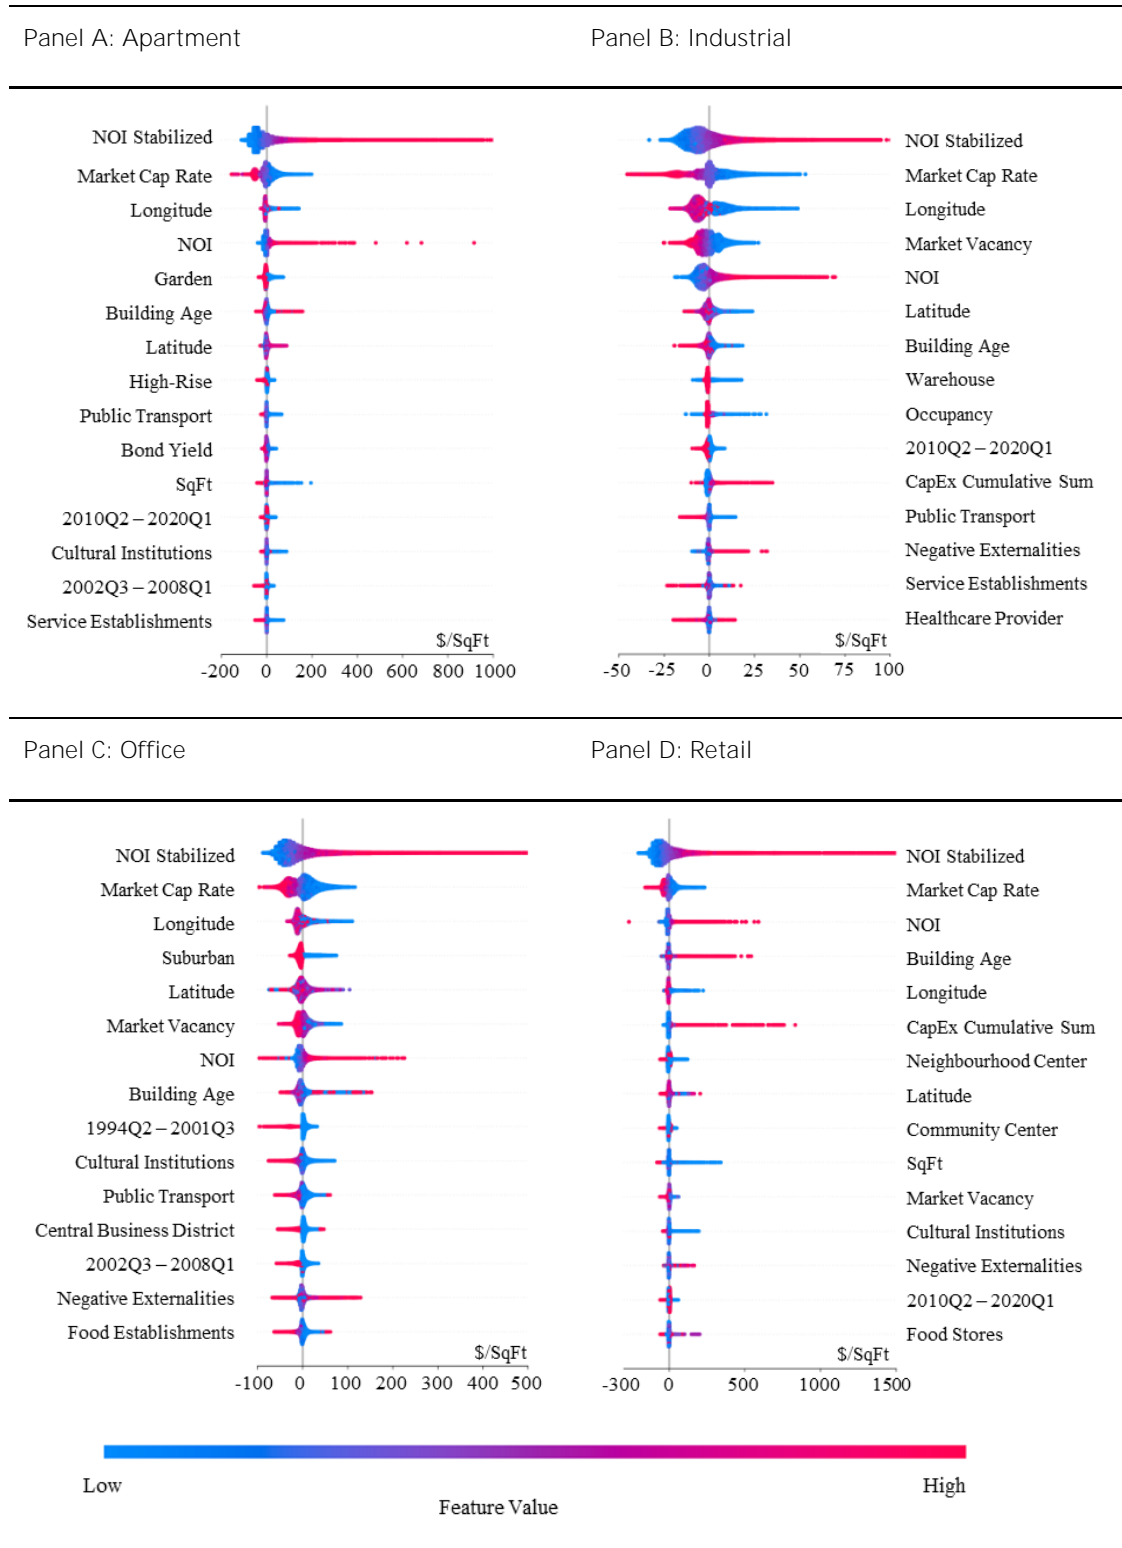 Panel A: Apartment
Panel B: Industrial
NOI Stabilized
Market Cap Rate
Longitude
NOI
Garden
Building Age
Latitude
High-Rise
Public Transport
Bond Yield
SqFt
2010Q2 – 2020Q1
Cultural Institutions
2002Q3 – 2008Q1
Service Establishments
$/SqFt
-200 0 200 400 600 800 1000
NOI Stabilized
Market Cap Rate
Longitude
Market Vacancy
NOI
Latitude
Building Age
Warehouse
Occupancy
2010Q2 – 2020Q1
CapEx Cumulative Sum
Public Transport
Negative Externalities
Service Establishments
Healthcare Provider
$/SqFt
-50 -25 0 25 50 75 100
Panel C: Office
Panel D: Retail
NOI Stabilized
Market Cap Rate
Longitude
Suburban
Latitude
Market Vacancy
NOI
Building Age
1994Q2 – 2001Q3
Cultural Institutions
Public Transport
Central Business District
2002Q3 – 2008Q1
Negative Externalities
Food Establishments
$/SqFt
-100 0 100 200 300 400 500
NOI Stabilized
Market Cap Rate
NOI
Building Age
Longitude
CapEx Cumulative Sum
Neighbourhood Center
Latitude
Community Center
SqFt
Market Vacancy
Cultural Institutions
Negative Externalities
2010Q2 – 2020Q1
Food Stores
$/SqFt
-300 0 500 1000 1500
Low
High
Feature Value